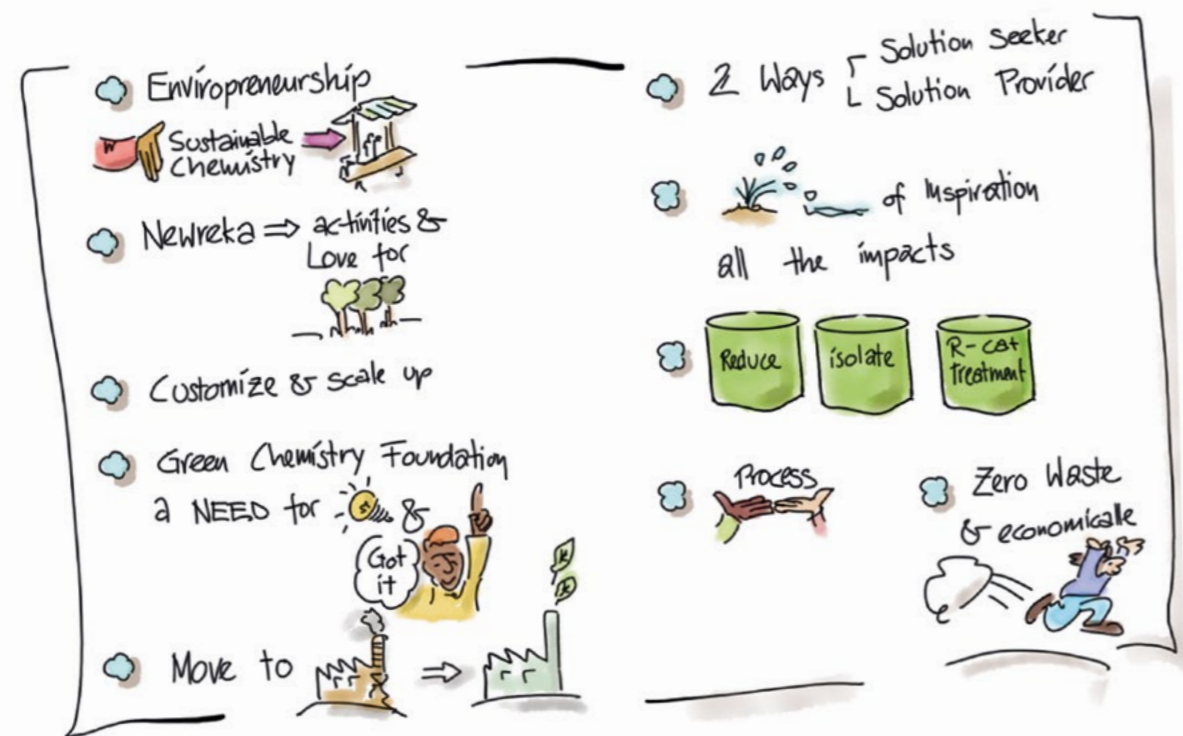 Enviropreneurship
Sustainable
Chemistry
Newreka ⇒ activities &
Love for
Customize & scale up
Green Chemistry Foundation
a NEED for &
Got
it
Move to ⇒
2 Ways
Solution Seeker
Solution Provider
of Inspiration
all the impacts
Reduce
isolate
R-cat
treatment
Process
Zero Waste
& economicalle